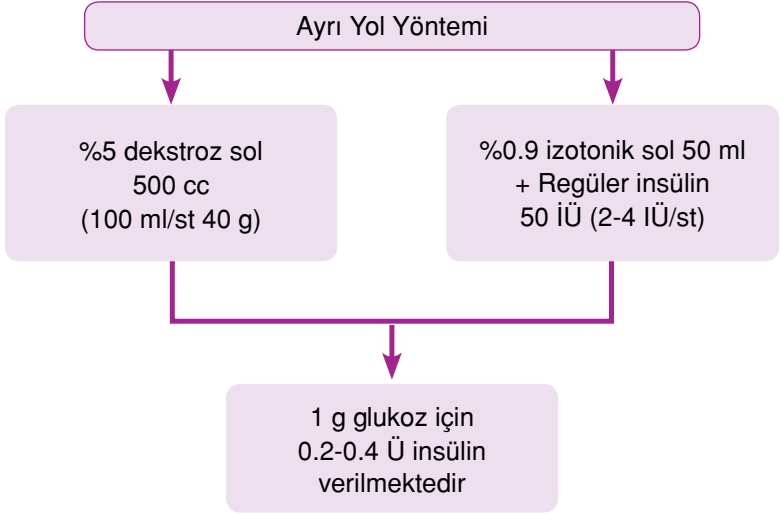 Ayrı Yol Yöntemi
%5 dekstroz sol
500 cc
(100 ml/st 40 g)
%0.9 izotonik sol 50 ml
+ Regüler insülin
50 İÜ (2-4 IÜ/st)
1 g glukoz için
0.2-0.4 Ü insülin
verilmektedir